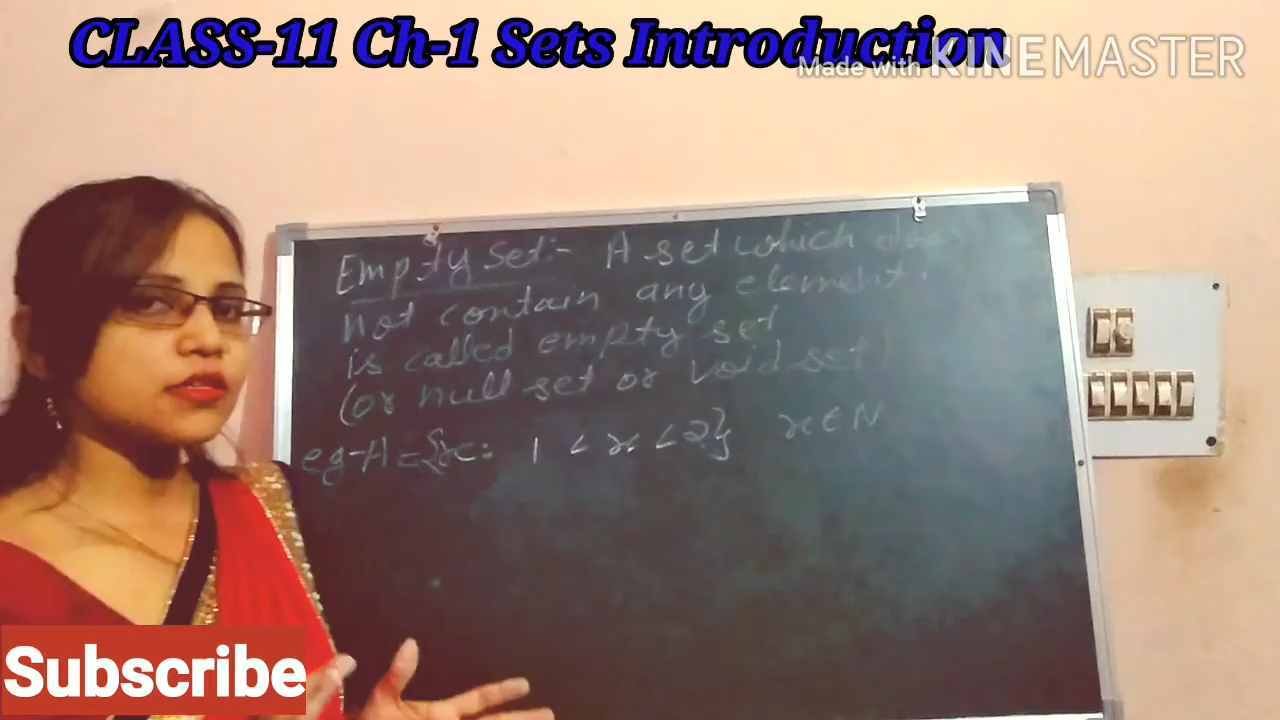 CLASS-11 Ch-1 Sets Introduction
Made with KINEMASTER
Empty Set:- A set which does
not contain any element.
is called empty set
(or null set or void set)
eg-A={x: 1 < x < 2} x ∈ N
Subscribe